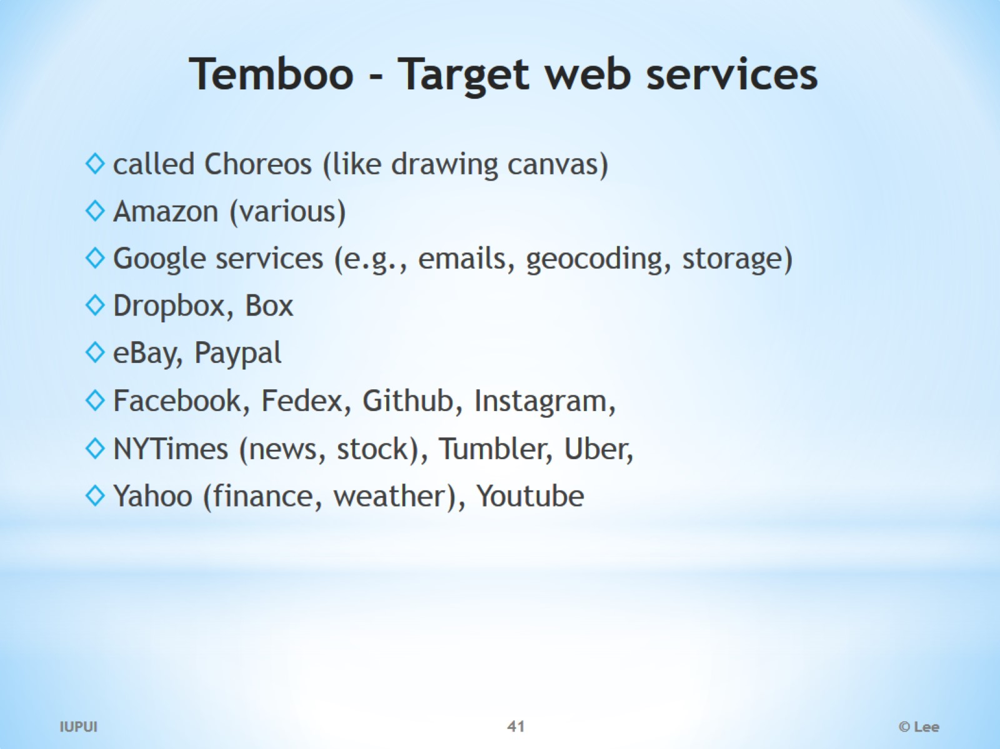 Temboo - Target web services
◇ called Choreos (like drawing canvas)
◇ Amazon (various)
◇ Google services (e.g., emails, geocoding, storage)
◇ Dropbox, Box
◇ eBay, Paypal
◇ Facebook, Fedex, Github, Instagram,
◇ NYTimes (news, stock), Tumbler, Uber,
◇ Yahoo (finance, weather), Youtube
IUPUI 41 © Lee